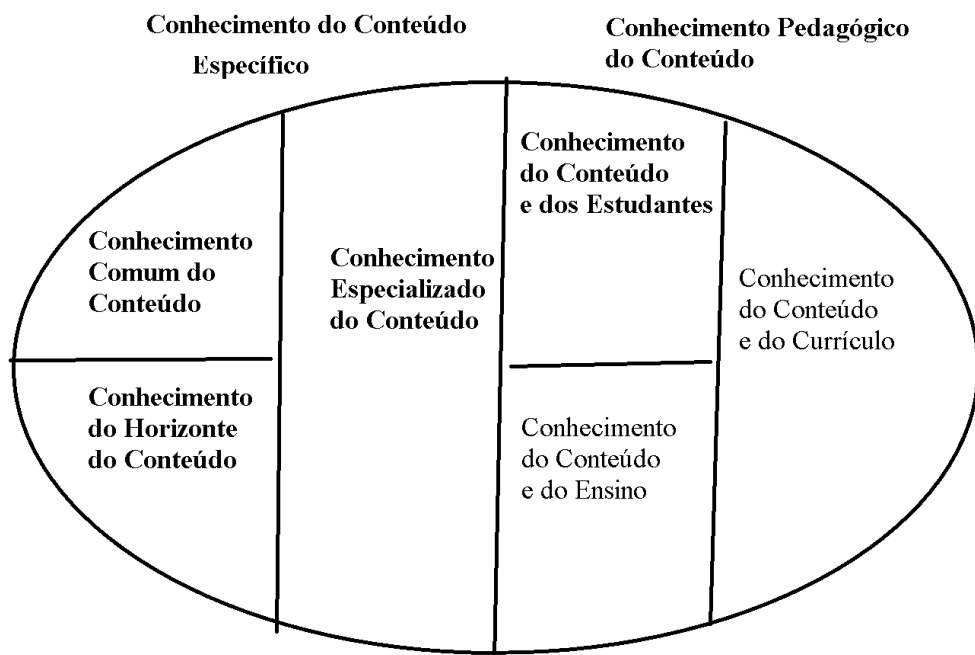 Conhecimento do Conteúdo
Específico
Conhecimento Pedagógico
do Conteúdo
Conhecimento
Comum do
Conteúdo
Conhecimento
do Horizonte
do Conteúdo
Conhecimento
Especializado
do Conteúdo
Conhecimento
do Conteúdo
e dos Estudantes
Conhecimento
do Conteúdo
e do Ensino
Conhecimento
do Conteúdo
e do Currículo